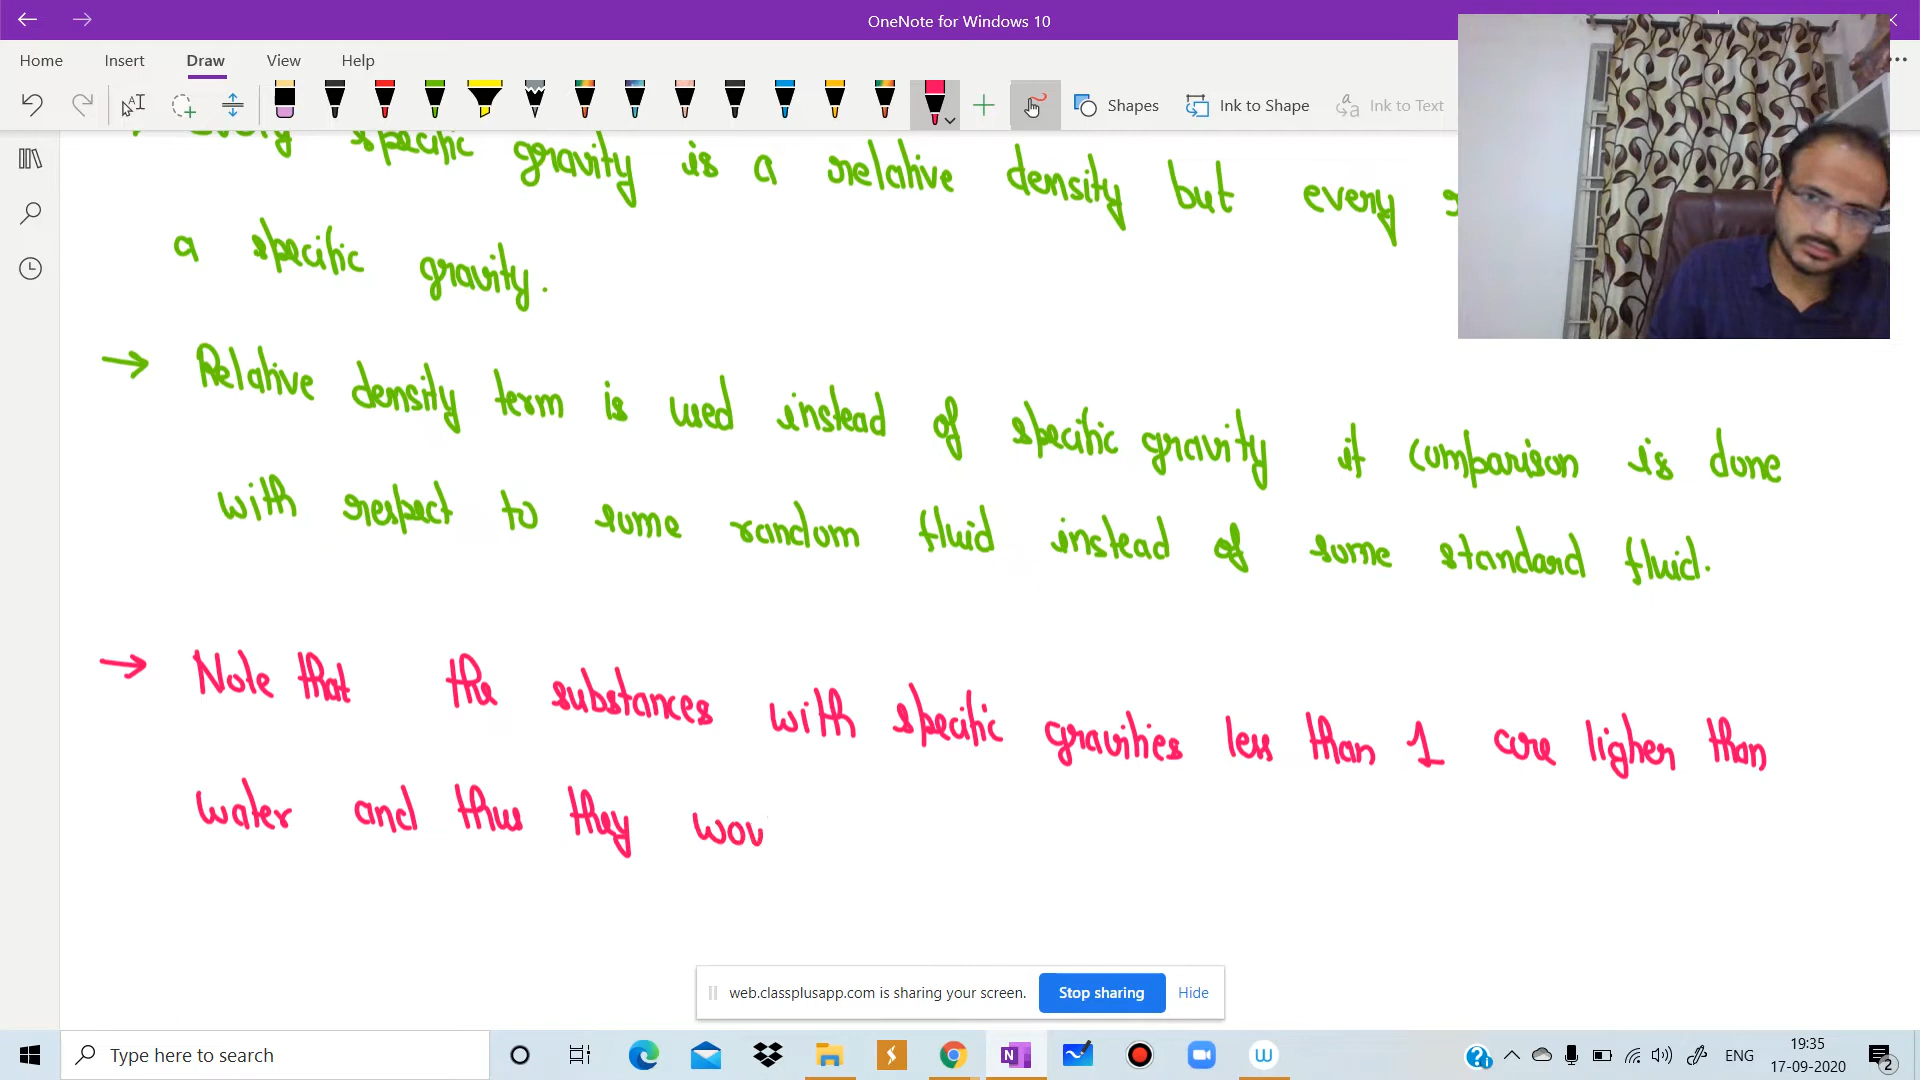 OneNote for Windows 10
Home Insert Draw View Help
Shapes Ink to Shape Ink to Text
Every specific gravity is a relative density but every
a specific gravity.
→ Relative density term is used instead of specific gravity if comparison is done
with respect to some random fluid instead of some standard fluid.
→ Note that the substances with specific gravities less than 1 are ligher than
water and thus they wou
web.classplusapp.com is sharing your screen. Stop sharing Hide
Type here to search
ENG
19:35
17-09-2020
2